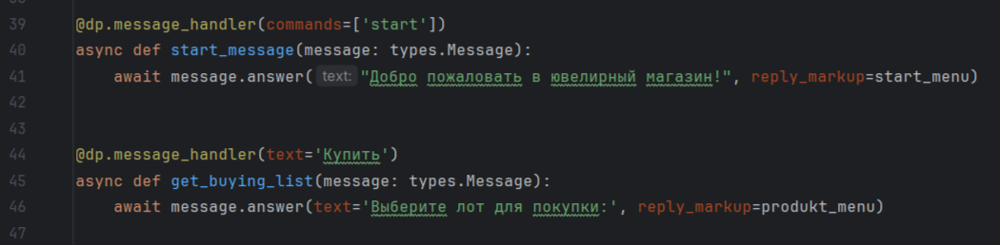 39 @dp.message_handler(commands=['start'])
40 async def start_message(message: types.Message):
41 await message.answer( text: "Добро пожаловать в ювелирный магазин!", reply_markup=start_menu)
42
43
44 @dp.message_handler(text='Купить')
45 async def get_buying_list(message: types.Message):
46 await message.answer(text='Выберите лот для покупки:', reply_markup=produkt_menu)
47